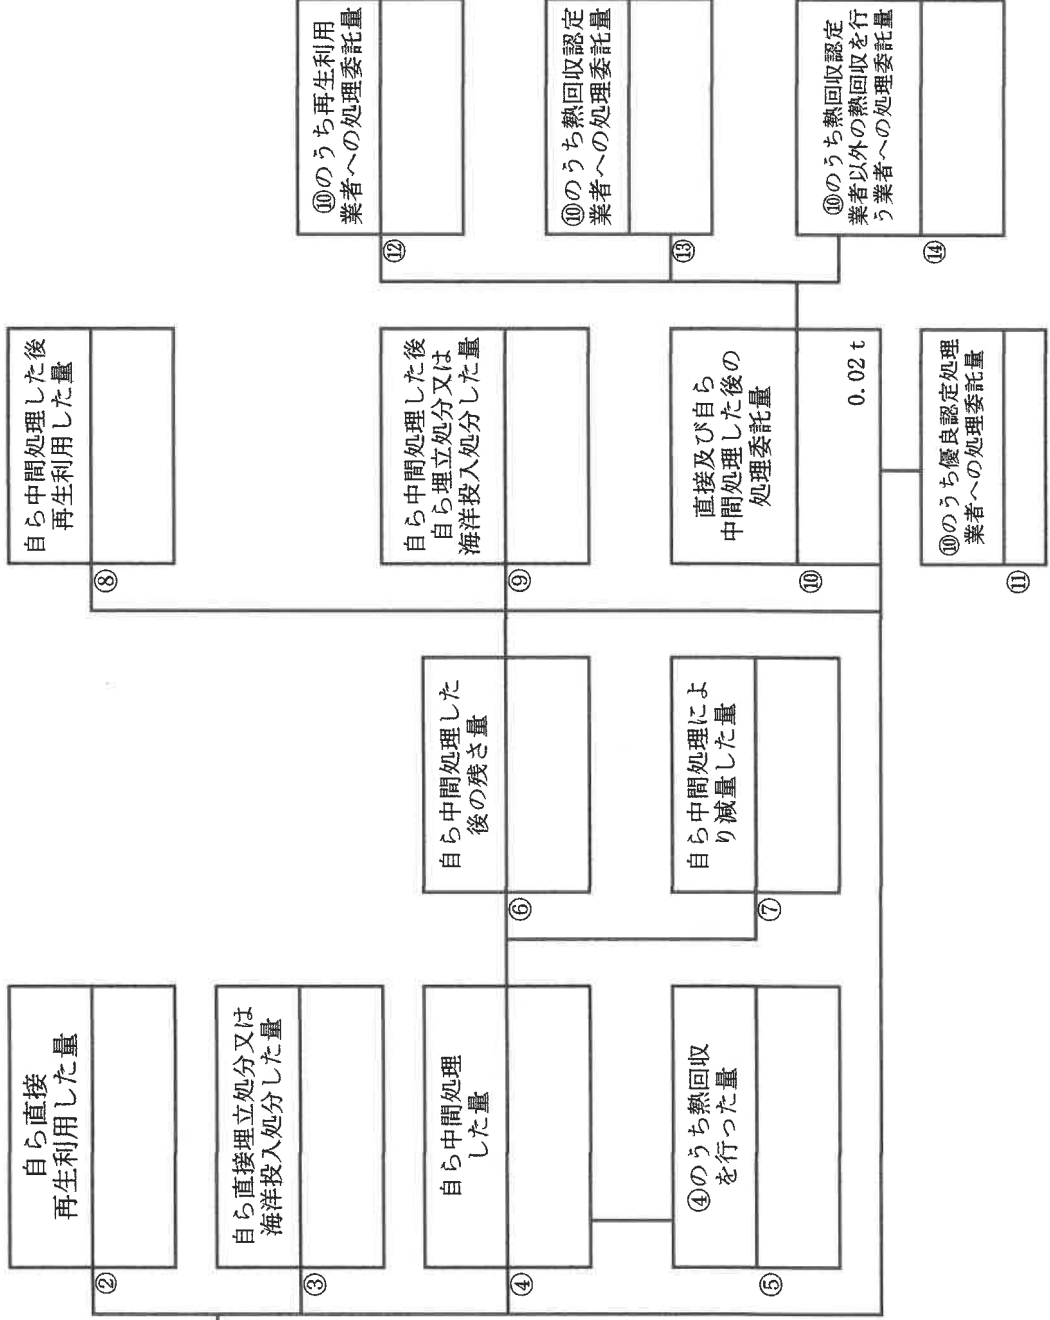 ②
自ら直接
再生利用した量
③
自ら直接埋立処分又は
海洋投入処分した量
④
自ら中間処理
した量
⑤
④のうち熱回収
を行った量
⑥
自ら中間処理した
後の残さ量
⑦
自ら中間処理によ
り減量した量
⑧
自ら中間処理した後
再生利用した量
⑨
自ら中間処理した後
自ら埋立処分又は
海洋投入処分した量
⑩
直接及び自ら
中間処理した後の
処理委託量
0.02 t
⑪
⑩のうち優良認定処理
業者への処理委託量
⑫
⑩のうち再生利用
業者への処理委託量
⑬
⑩のうち熱回収認定
業者への処理委託量
⑭
⑩のうち熱回収認定
業者以外の熱回収を行
う業者への処理委託量